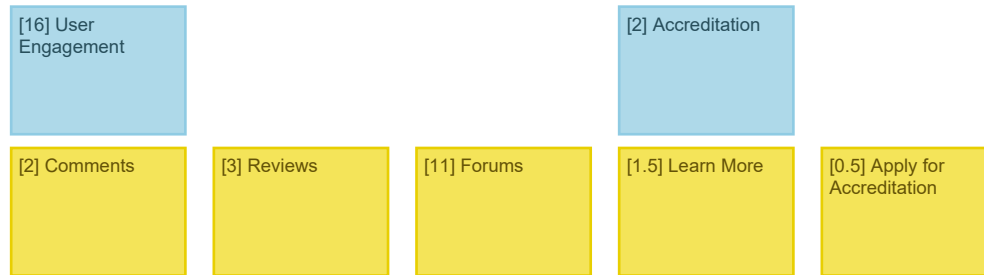 [16] User
Engagement
[2] Accreditation
[2] Comments
[3] Reviews
[11] Forums
[1.5] Learn More
[0.5] Apply for
Accreditation